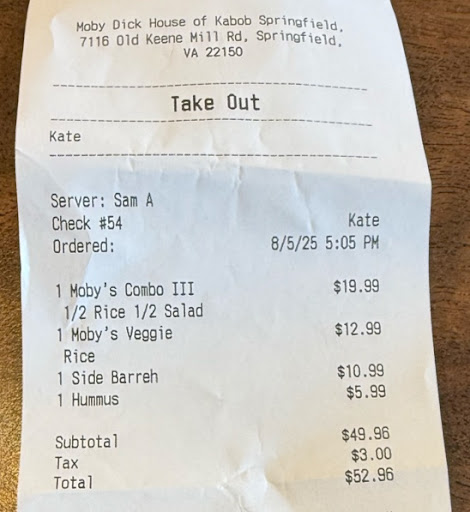 Moby Dick House of Kabob Springfield,
7116 Old Keene Mill Rd, Springfield,
VA 22150
Take Out
Kate
Server: Sam A
Check #54 Kate
Ordered: 8/5/25 5:05 PM
1 Moby's Combo III $19.99
1/2 Rice 1/2 Salad
1 Moby's Veggie $12.99
Rice
1 Side Barreh $10.99
1 Hummus $5.99
Subtotal $49.96
Tax $3.00
Total $52.96